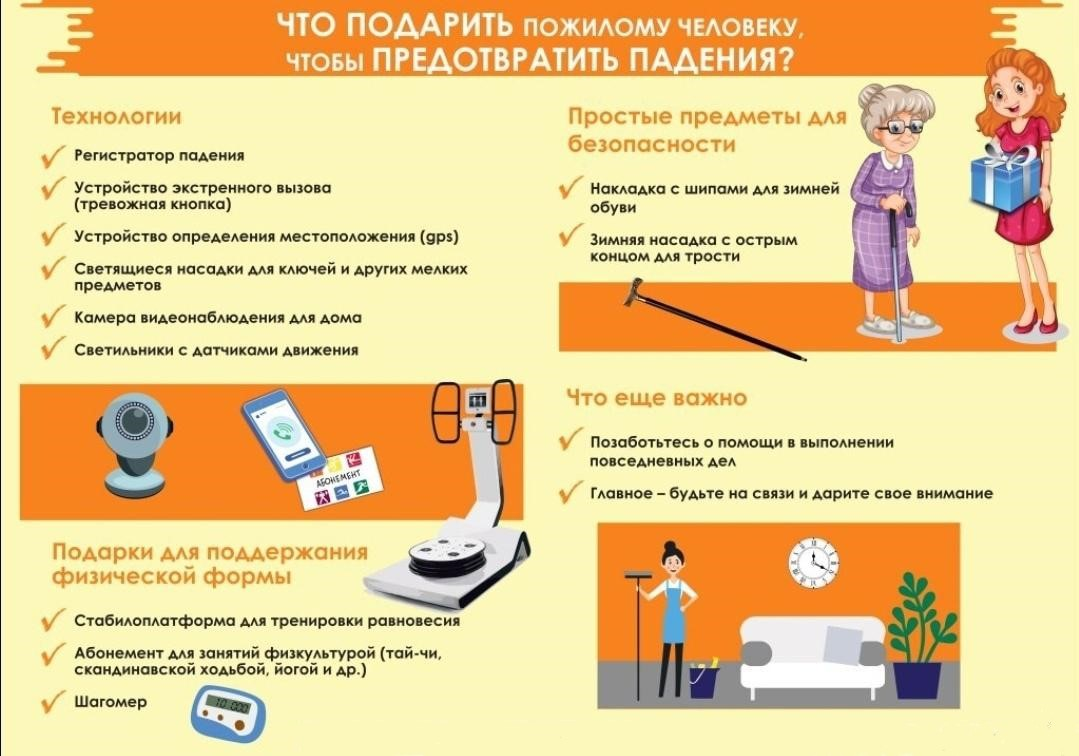 ЧТО ПОДАРИТЬ ПОЖИЛОМУ ЧЕЛОВЕКУ,
ЧТОБЫ ПРЕДОТВРАТИТЬ ПАДЕНИЯ?
Технологии
Регистратор падения
Устройство экстренного вызова
(тревожная кнопка)
Устройство определения местоположения (gps)
Светящиеся насадки для ключей и других мелких
предметов
Камера видеонаблюдения для дома
Светильники с датчиками движения
АБОНЕМЕНТ
Подарки для поддержания
физической формы
Стабилоплатформа для тренировки равновесия
Абонемент для занятий физкультурой (тай-чи,
скандинавской ходьбой, йогой и др.)
Шагомер
10 000
Простые предметы для
безопасности
Накладка с шипами для зимней
обуви
Зимняя насадка с острым
концом для трости
Что еще важно
Позаботьтесь о помощи в выполнении
повседневных дел
Главное – будьте на связи и дарите свое внимание